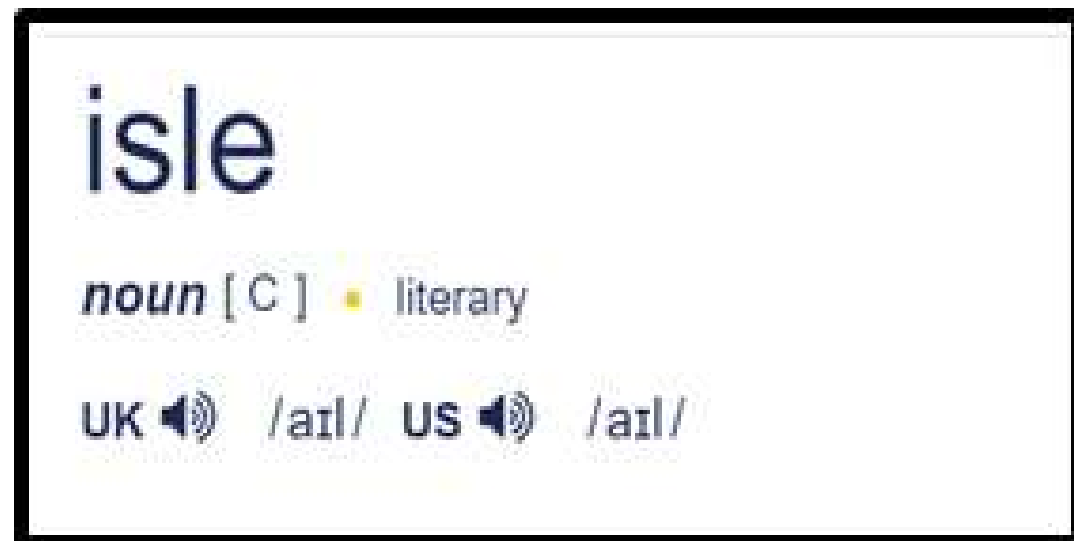 isle
noun [ C ] • literary
UK /aɪl/ US /aɪl/